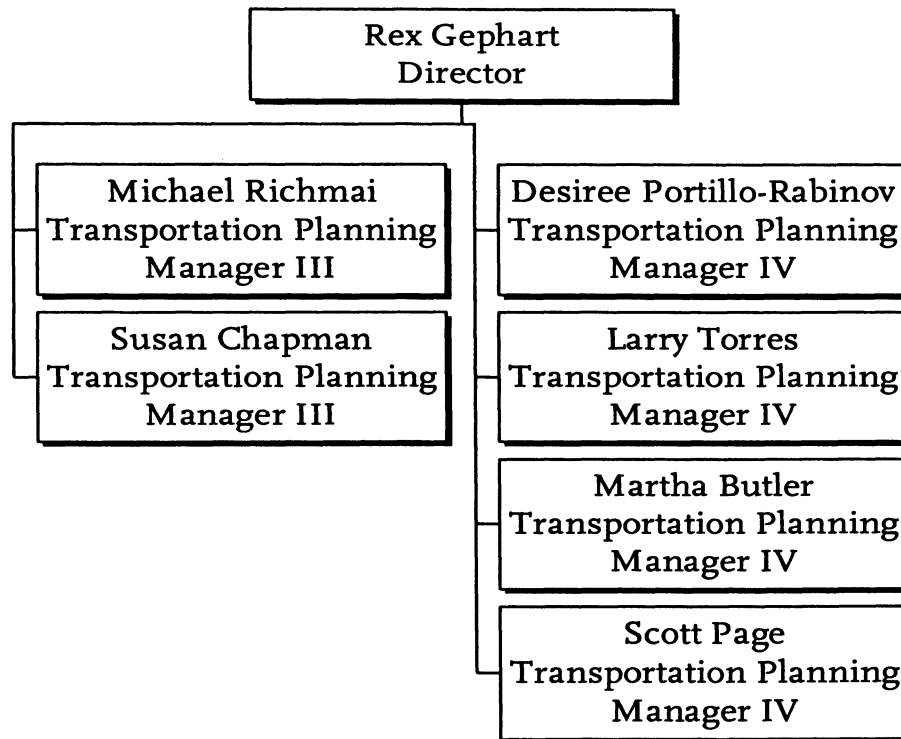 Rex Gephart
Director
Michael Richmai
Transportation Planning
Manager III
Susan Chapman
Transportation Planning
Manager III
Desiree Portillo-Rabinov
Transportation Planning
Manager IV
Larry Torres
Transportation Planning
Manager IV
Martha Butler
Transportation Planning
Manager IV
Scott Page
Transportation Planning
Manager IV